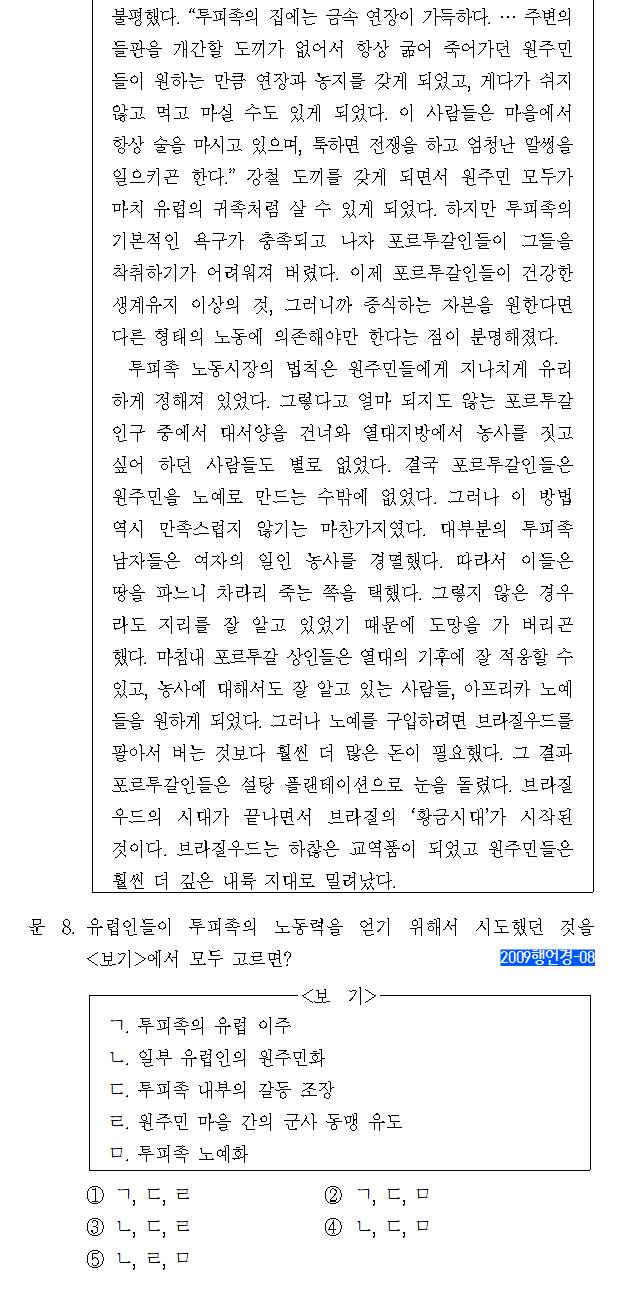 불평했다. “투피족의 집에는 금속 연장이 가득하다. … 주변의
들판을 개간할 도끼가 없어서 항상 굶어 죽어가던 원주민
들이 원하는 만큼 연장과 농지를 갖게 되었고, 게다가 쉬지
않고 먹고 마실 수도 있게 되었다. 이 사람들은 마을에서
항상 술을 마시고 있으며, 툭하면 전쟁을 하고 엄청난 말썽을
일으키곤 한다.” 강철 도끼를 갖게 되면서 원주민 모두가
마치 유럽의 귀족처럼 살 수 있게 되었다. 하지만 투피족의
기본적인 욕구가 충족되고 나자 포르투갈인들이 그들을
착취하기가 어려워져 버렸다. 이제 포르투갈인들이 건강한
생계유지 이상의 것, 그러니까 증식하는 자본을 원한다면
다른 형태의 노동에 의존해야만 한다는 점이 분명해졌다.
투피족 노동시장의 법칙은 원주민들에게 지나치게 유리
하게 정해져 있었다. 그렇다고 얼마 되지도 않는 포르투갈
인구 중에서 대서양을 건너와 열대지방에서 농사를 짓고
싶어 하던 사람들도 별로 없었다. 결국 포르투갈인들은
원주민을 노예로 만드는 수밖에 없었다. 그러나 이 방법
역시 만족스럽지 않기는 마찬가지였다. 대부분의 투피족
남자들은 여자의 일인 농사를 경멸했다. 따라서 이들은
땅을 파느니 차라리 죽는 쪽을 택했다. 그렇지 않은 경우
라도 지리를 잘 알고 있었기 때문에 도망을 가 버리곤
했다. 마침내 포르투갈 상인들은 열대의 기후에 잘 적응할 수
있고, 농사에 대해서도 잘 알고 있는 사람들, 아프리카 노예
들을 원하게 되었다. 그러나 노예를 구입하려면 브라질우드를
팔아서 버는 것보다 훨씬 더 많은 돈이 필요했다. 그 결과
포르투갈인들은 설탕 플랜테이션으로 눈을 돌렸다. 브라질
우드의 시대가 끝나면서 브라질의 ‘황금시대’가 시작된
것이다. 브라질우드는 하찮은 교역품이 되었고 원주민들은
훨씬 더 깊은 내륙 지대로 밀려났다.
문 8. 유럽인들이 투피족의 노동력을 얻기 위해서 시도했던 것을
<보기>에서 모두 고르면? 2009행언경-08
<보 기>
ㄱ. 투피족의 유럽 이주
ㄴ. 일부 유럽인의 원주민화
ㄷ. 투피족 내부의 갈등 조장
ㄹ. 원주민 마을 간의 군사 동맹 유도
ㅁ. 투피족 노예화
① ㄱ, ㄷ, ㄹ ② ㄱ, ㄷ, ㅁ
③ ㄴ, ㄷ, ㄹ ④ ㄴ, ㄷ, ㅁ
⑤ ㄴ, ㄹ, ㅁ